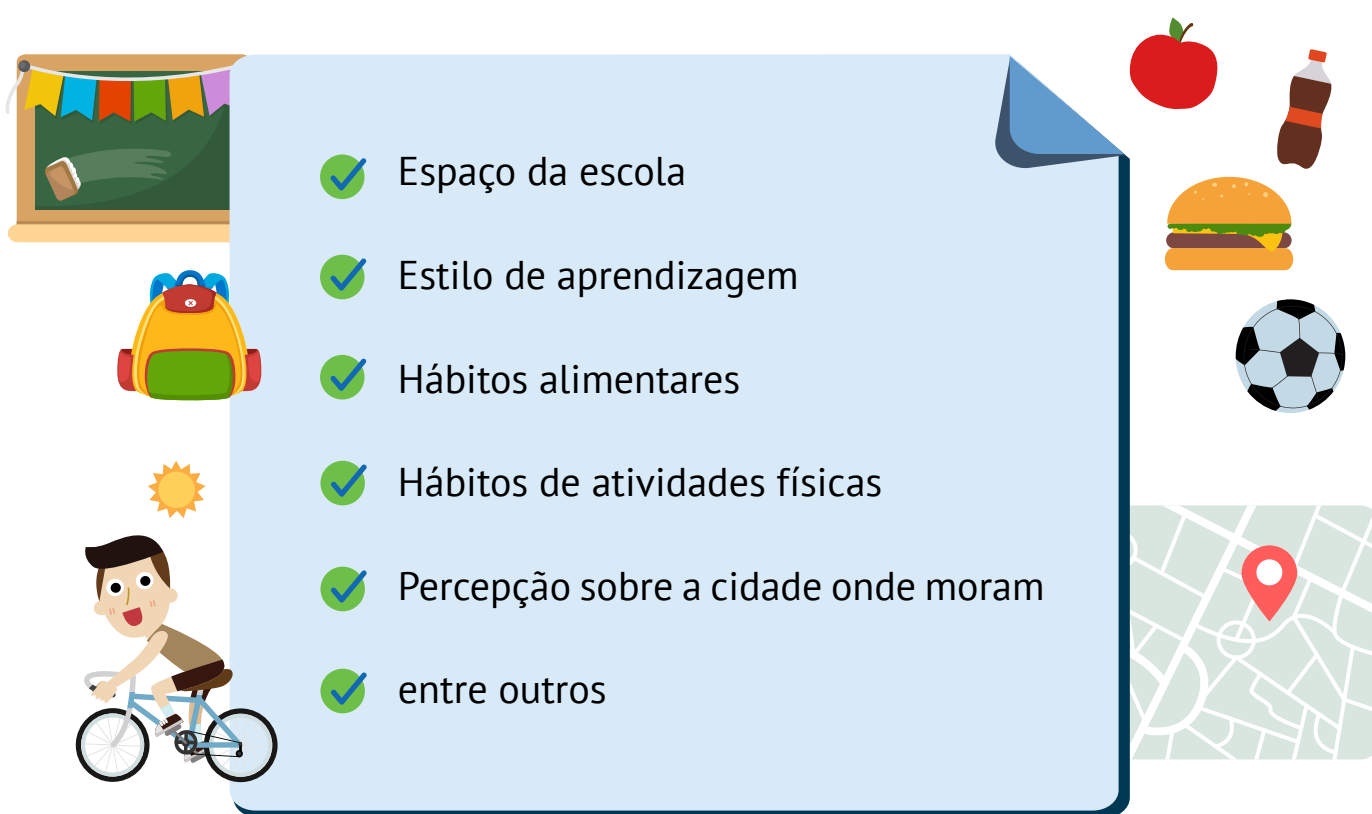 Espaço da escola
Estilo de aprendizagem
Hábitos alimentares
Hábitos de atividades físicas
Percepção sobre a cidade onde moram
entre outros